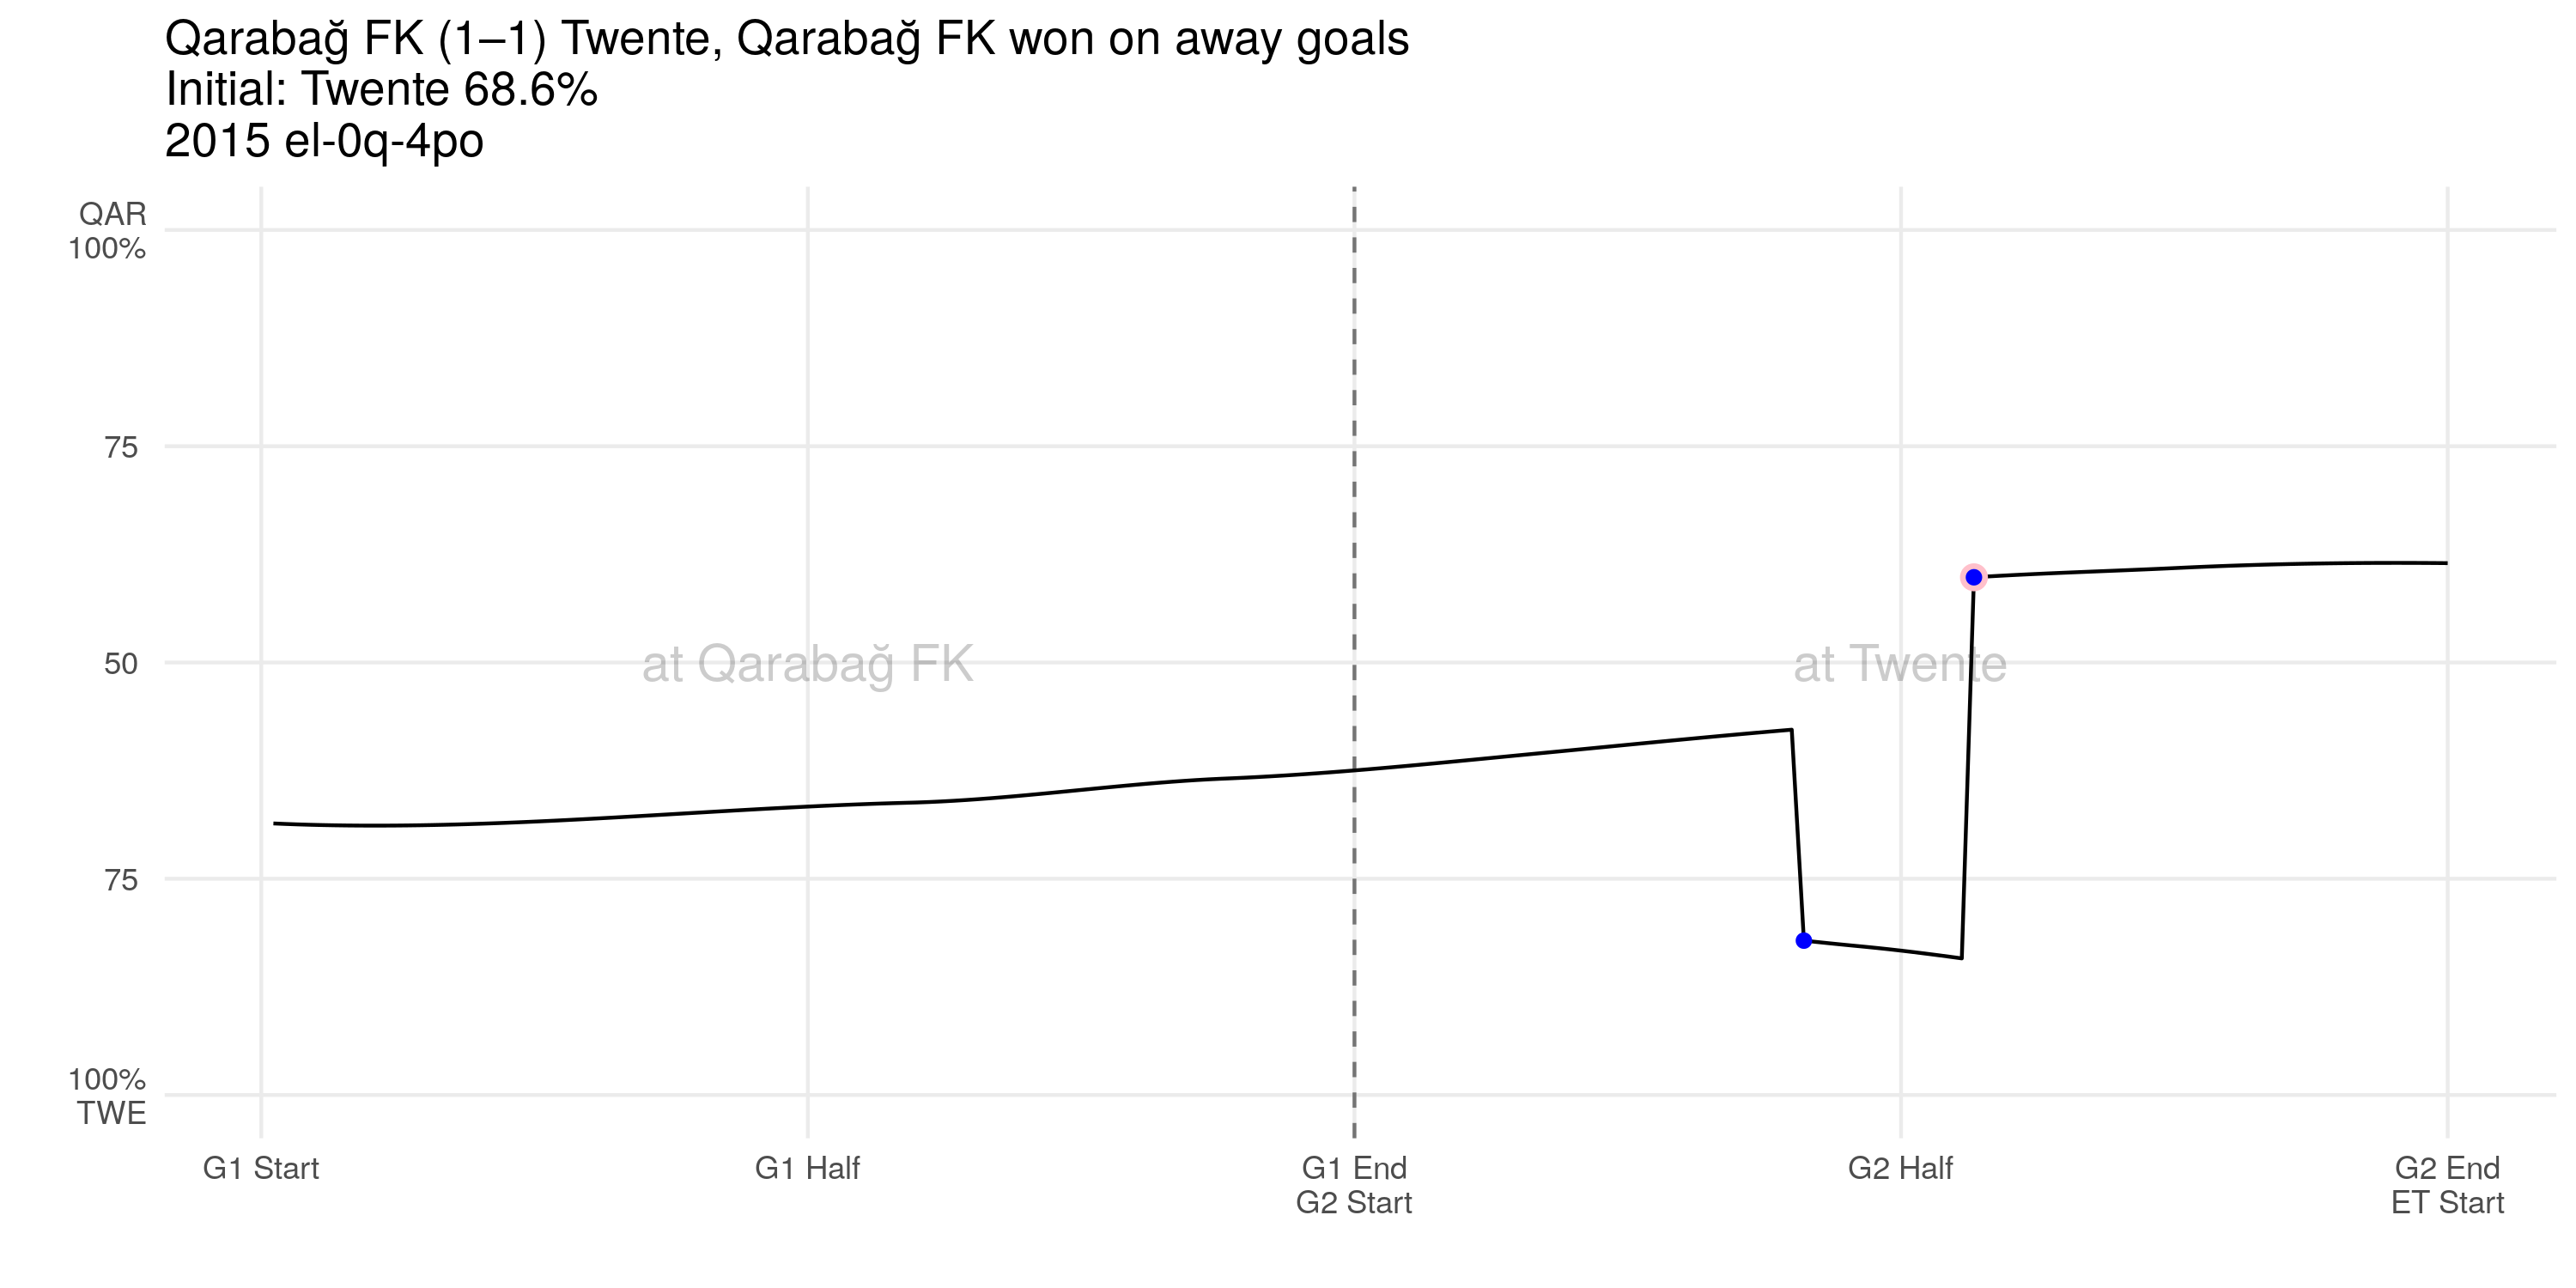 Qarabağ FK (1–1) Twente, Qarabağ FK won on away goals
Initial: Twente 68.6%
2015 el-0q-4po
QAR
100%
75
50
75
100%
TWE
at Qarabağ FK
at Twente
G1 Start
G1 Half
G1 End
G2 Start
G2 Half
G2 End
ET Start